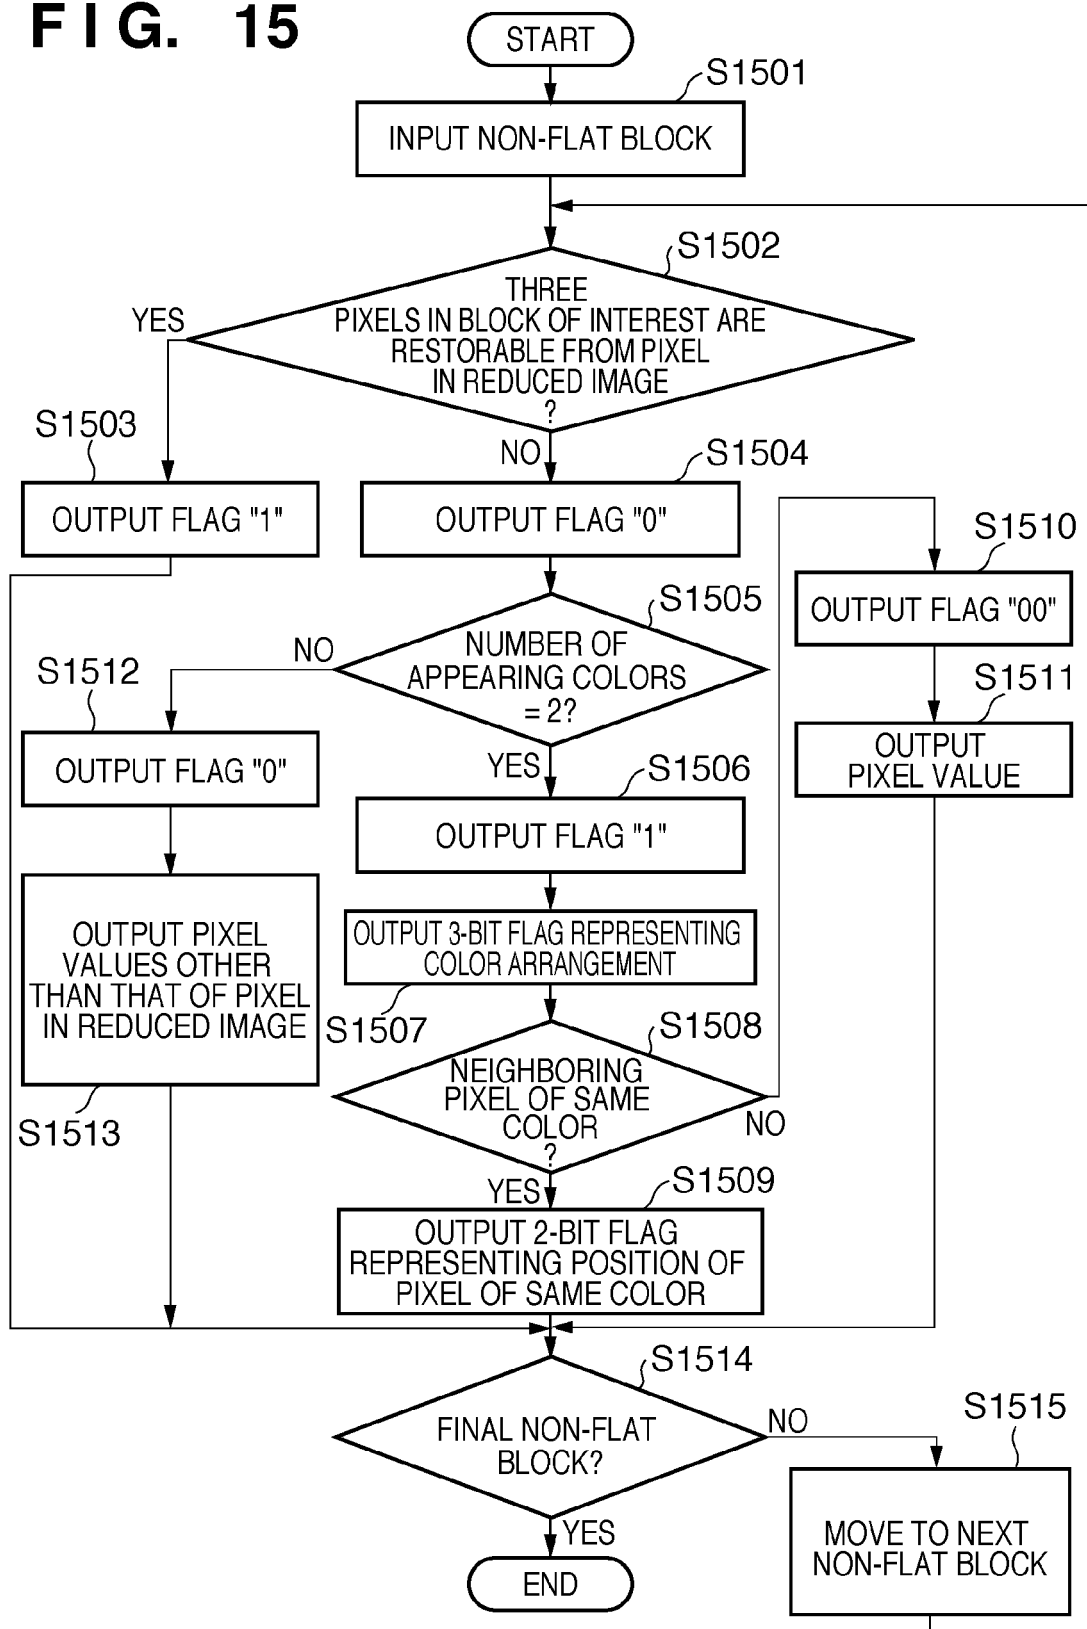 FIG. 15
START
S1501
INPUT NON-FLAT BLOCK
S1502
THREE
PIXELS IN BLOCK OF INTEREST ARE
RESTORABLE FROM PIXEL
IN REDUCED IMAGE
?
YES
NO
S1503
OUTPUT FLAG "1"
S1504
OUTPUT FLAG "0"
S1505
NUMBER OF
APPEARING COLORS
= 2?
NO
YES
S1512
OUTPUT FLAG "0"
S1506
OUTPUT FLAG "1"
S1510
OUTPUT FLAG "00"
S1511
OUTPUT
PIXEL VALUE
OUTPUT PIXEL
VALUES OTHER
THAN THAT OF PIXEL
IN REDUCED IMAGE
S1513
OUTPUT 3-BIT FLAG REPRESENTING
COLOR ARRANGEMENT
S1507
S1508
NEIGHBORING
PIXEL OF SAME
COLOR
?
NO
YES
S1509
OUTPUT 2-BIT FLAG
REPRESENTING POSITION OF
PIXEL OF SAME COLOR
S1514
FINAL NON-FLAT
BLOCK?
NO
YES
S1515
MOVE TO NEXT
NON-FLAT BLOCK
END